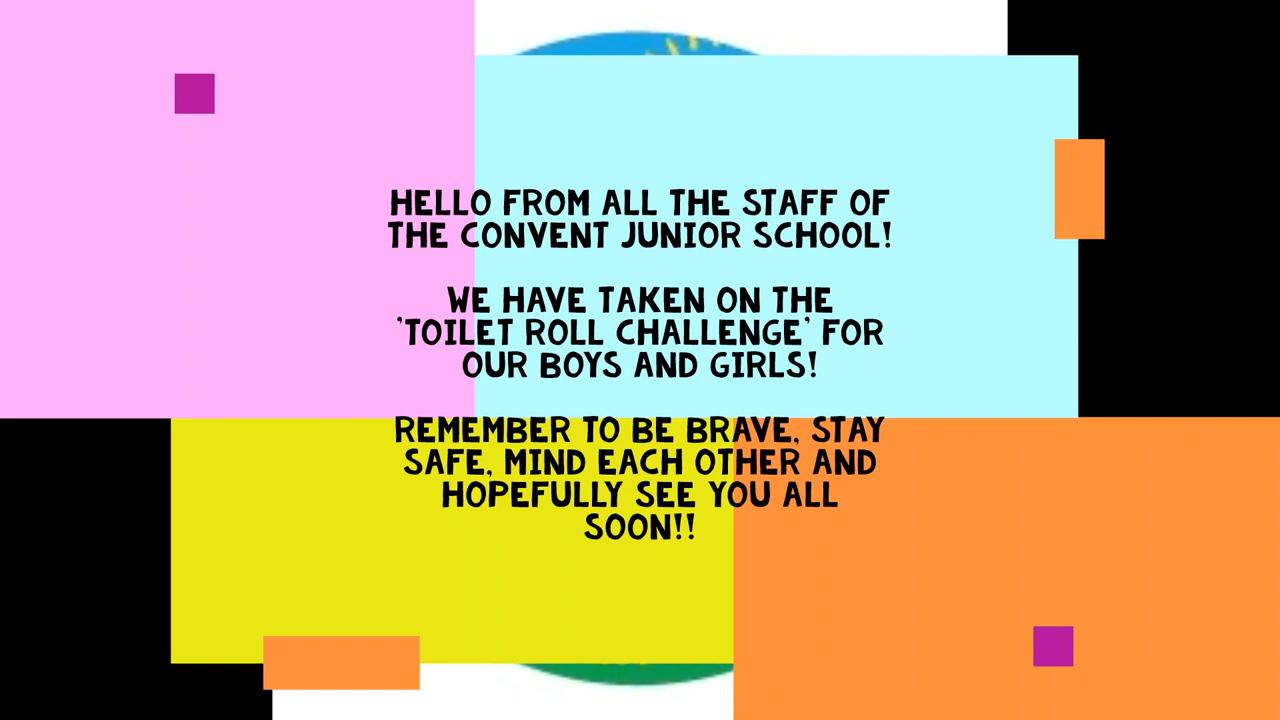 HELLO FROM ALL THE STAFF OF
THE CONVENT JUNIOR SCHOOL!
WE HAVE TAKEN ON THE
'TOILET ROLL CHALLENGE' FOR
OUR BOYS AND GIRLS!
REMEMBER TO BE BRAVE, STAY
SAFE, MIND EACH OTHER AND
HOPEFULLY SEE YOU ALL
SOON!!